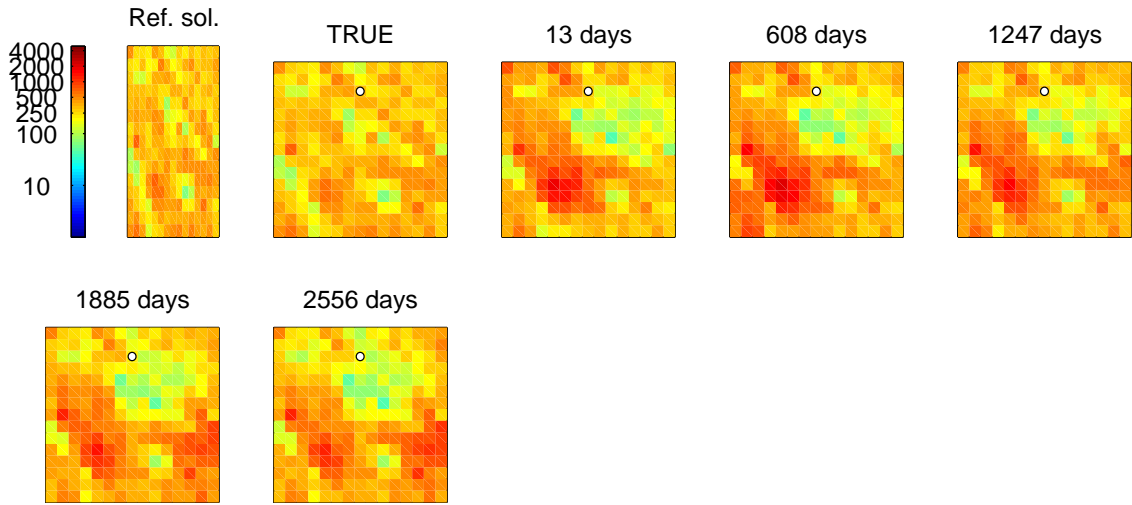 Ref. sol.
TRUE
13 days
608 days
1247 days
4000
2000
1000
500
250
100
10
1885 days
2556 days